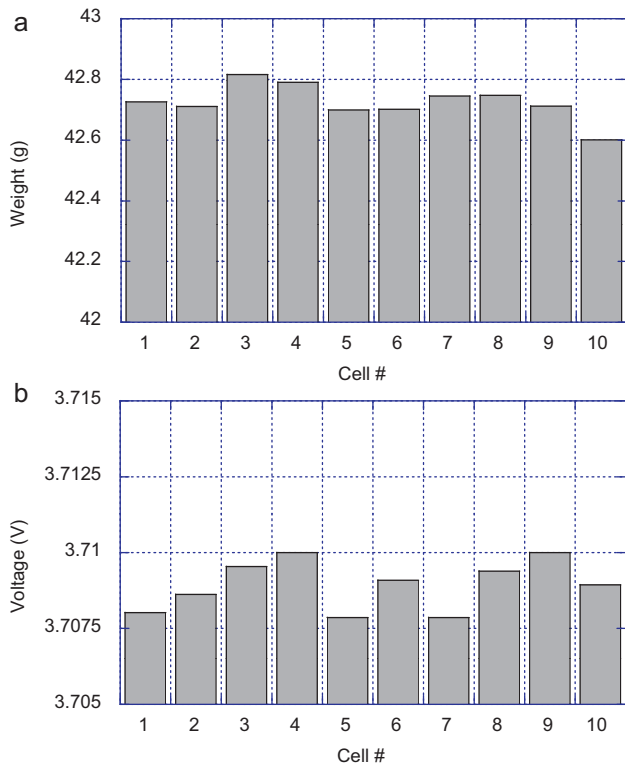 a
43
42.8
42.6
42.4
42.2
42
Weight (g)
1 2 3 4 5 6 7 8 9 10
Cell #
b
3.715
3.7125
3.71
3.7075
3.705
Voltage (V)
1 2 3 4 5 6 7 8 9 10
Cell #